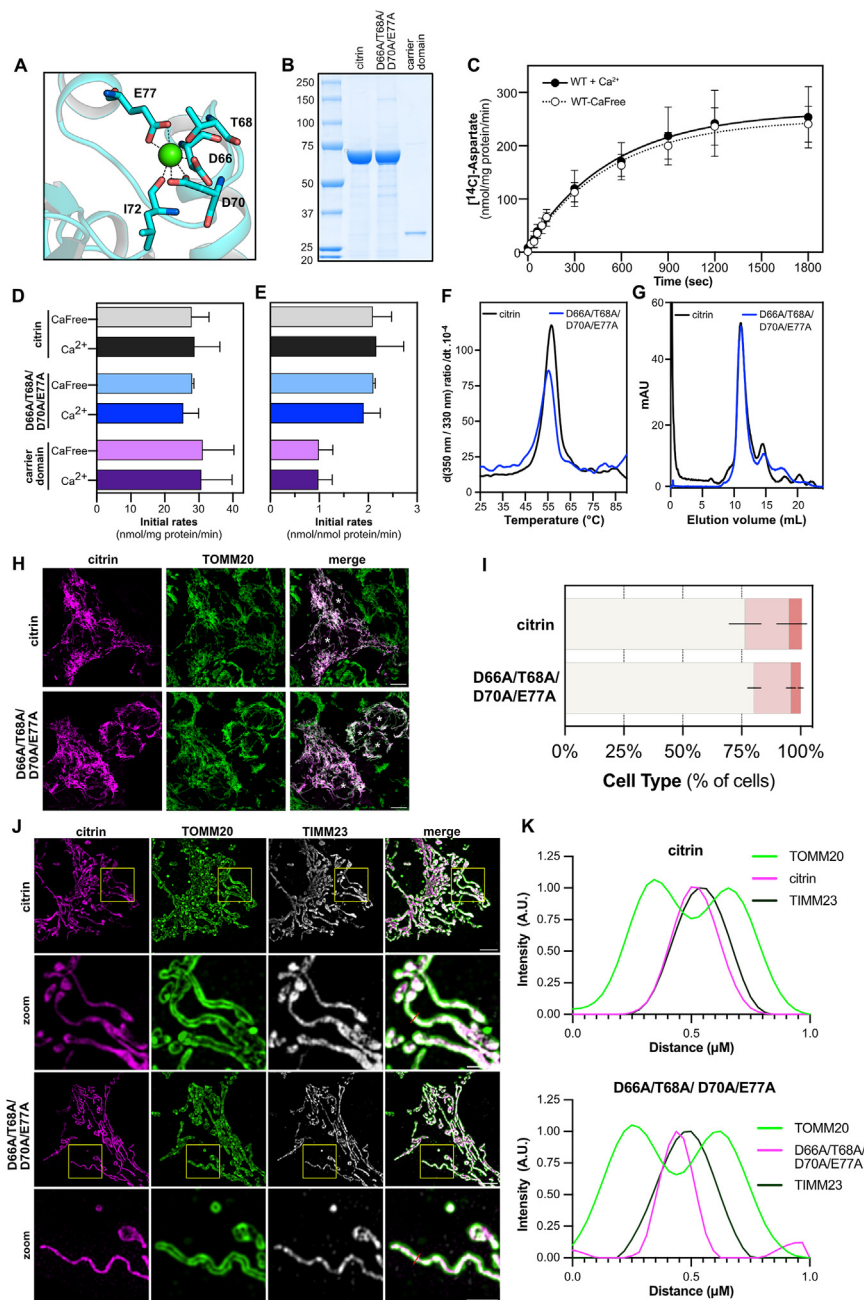 A
E77
T68
D66
D70
I72
B
citrin
D66A/T68A/
D70A/E77A
carrier
domain
250
150
100
75
50
37
25
20
C
WT + Ca²⁺
WT-CaFree
[14C]-Aspartate
(nmol/mg protein/min)
300
200
100
0
0 300 600 900 1200 1500 1800
Time (sec)
D
citrin
CaFree
Ca²⁺
D66A/T68A/
D70A/E77A
CaFree
Ca²⁺
carrier
domain
CaFree
Ca²⁺
0 10 20 30 40
Initial rates
(nmol/mg protein/min)
E
0 1 2 3
Initial rates
(nmol/nmol protein/min)
F
citrin
D66A/T68A/
D70A/E77A
d(350 nm / 330 nm) ratio /dt .10⁻⁴
100
75
50
25
0
25 35 45 55 65 75 85
Temperature (°C)
G
citrin
D66A/T68A/
D70A/E77A
mAU
60
40
20
0
0 5 10 15 20
Elution volume (mL)
H
citrin
TOMM20
merge
citrin
D66A/T68A/
D70A/E77A
I
citrin
D66A/T68A/
D70A/E77A
0% 25% 50% 75% 100%
Cell Type (% of cells)
J
citrin
TOMM20
TIMM23
merge
citrin
zoom
D66A/T68A/
D70A/E77A
zoom
K
citrin
TOMM20
citrin
TIMM23
Intensity (A.U.)
1.25
1.00
0.75
0.50
0.25
0.00
0.0 0.5 1.0
Distance (µM)
D66A/T68A/ D70A/E77A
TOMM20
D66A/T68A/
D70A/E77A
TIMM23
Intensity (A.U.)
1.25
1.00
0.75
0.50
0.25
0.00
0.0 0.5 1.0
Distance (µM)